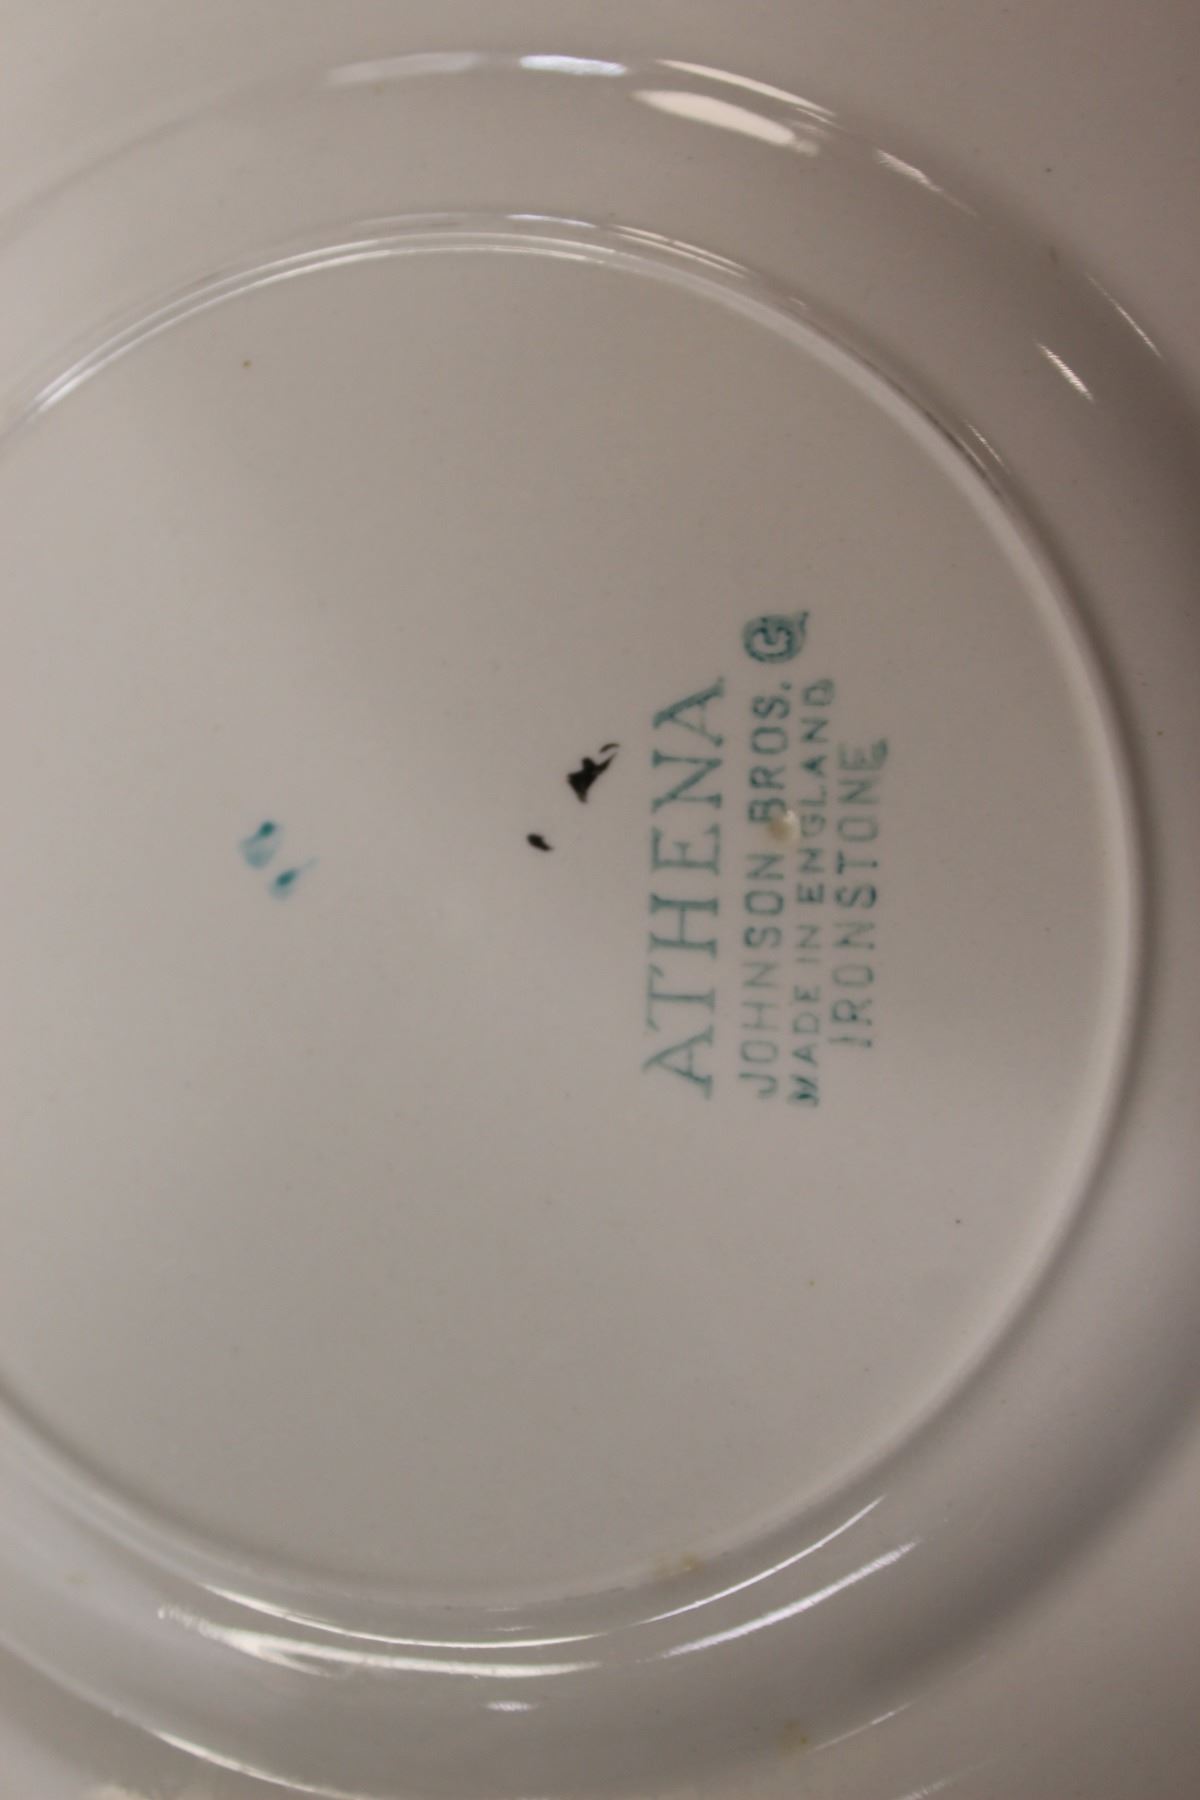 ATHENA
JOHNSON BROS. G
MADE IN ENGLAND
IRONSTONE